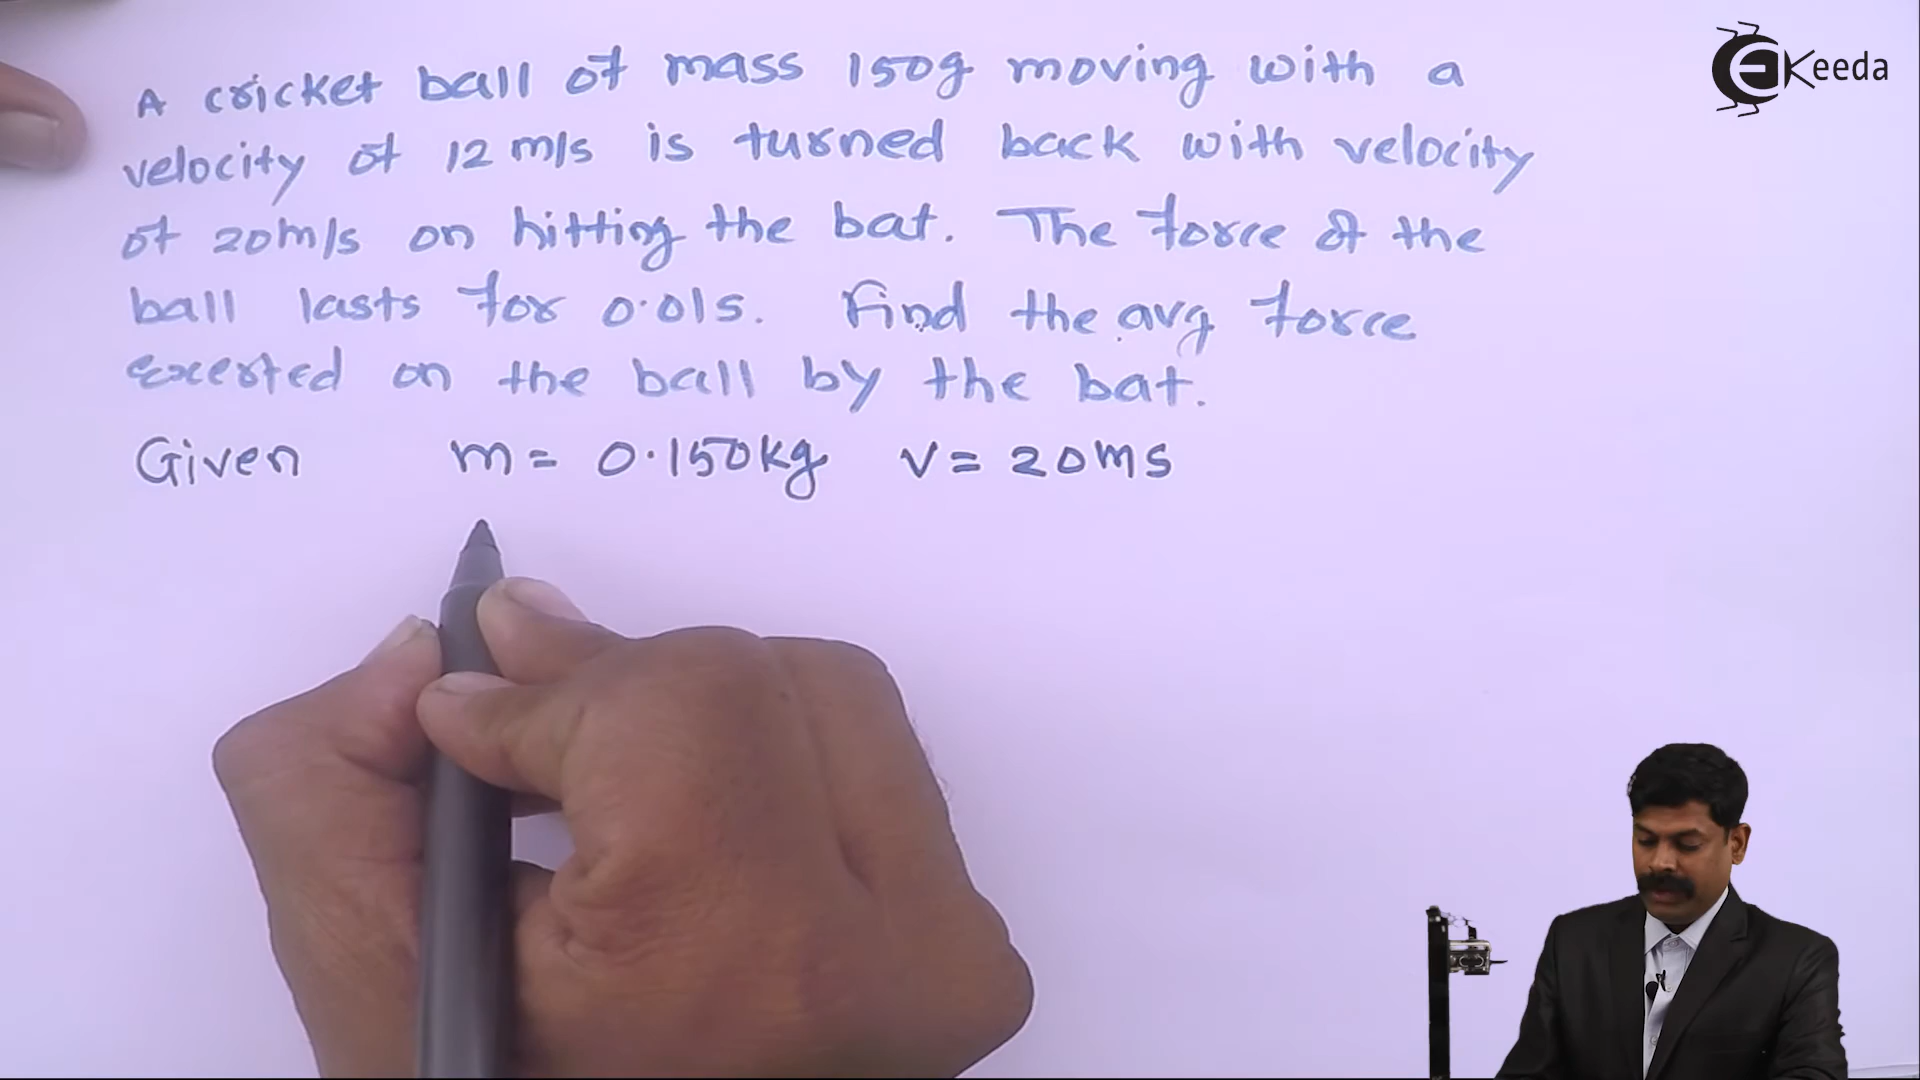 A cricket ball of mass 150g moving with a
velocity of 12 m/s is turned back with velocity
of 20m/s on hitting the bat. The force of the
ball lasts for 0.01s. Find the avg force
Excerted on the ball by the bat.
Given m = 0.150kg v = 20ms
EKeeda